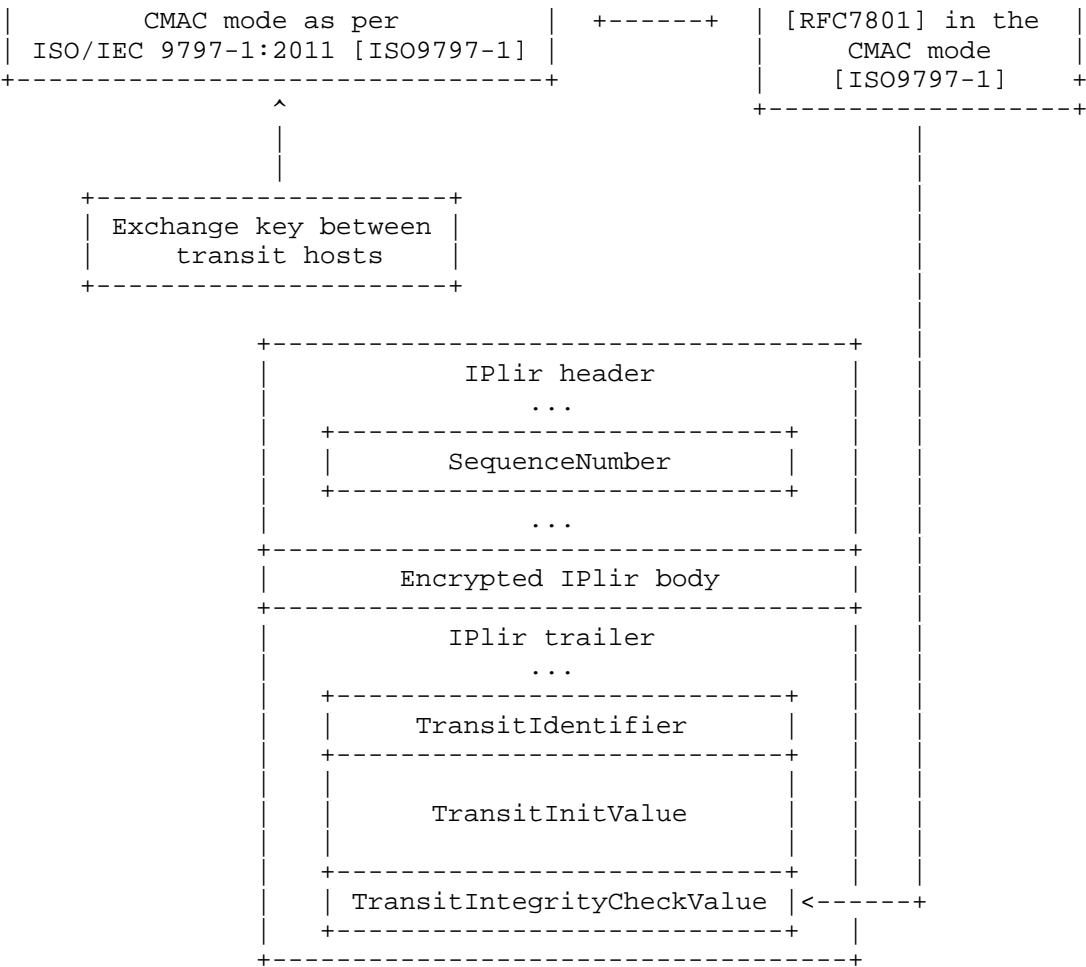 CMAC mode as per
ISO/IEC 9797-1:2011 [ISO9797-1]
[RFC7801] in the
CMAC mode
[ISO9797-1]
Exchange key between
transit hosts
IPlir header
...
SequenceNumber
...
Encrypted IPlir body
IPlir trailer
...
TransitIdentifier
TransitInitValue
TransitIntegrityCheckValue